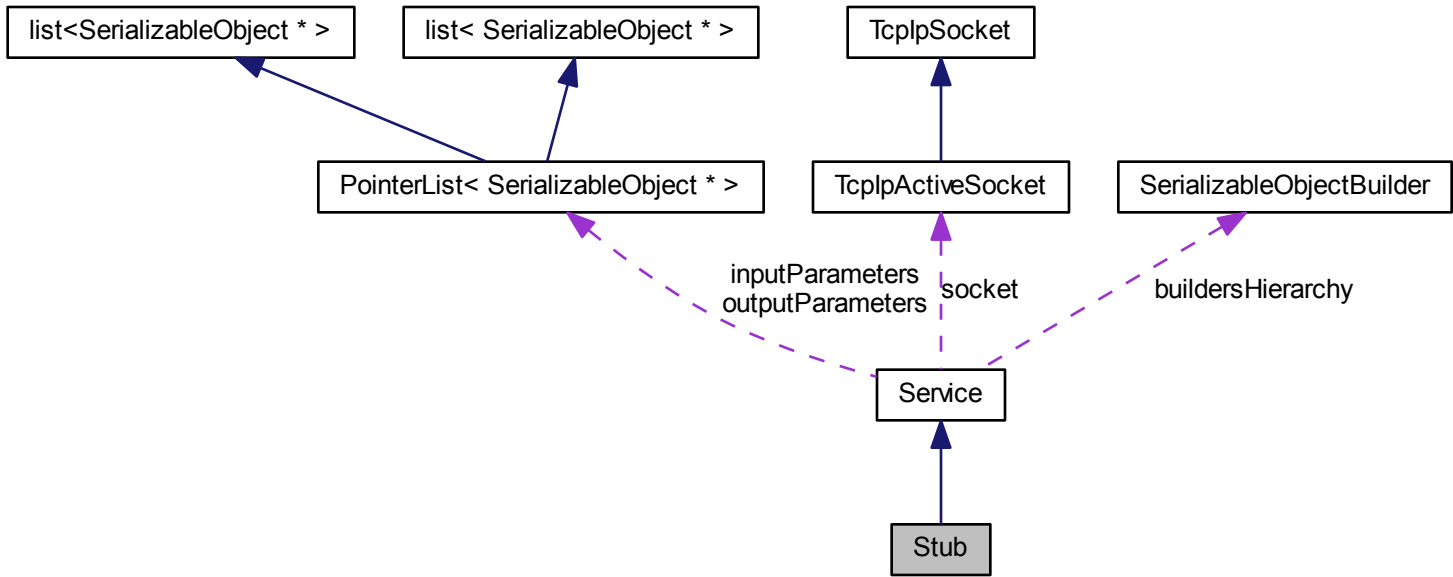 list<SerializableObject * >
list< SerializableObject * >
TcpIpSocket
PointerList< SerializableObject * >
TcpIpActiveSocket
SerializableObjectBuilder
inputParameters
outputParameters
socket
buildersHierarchy
Service
Stub